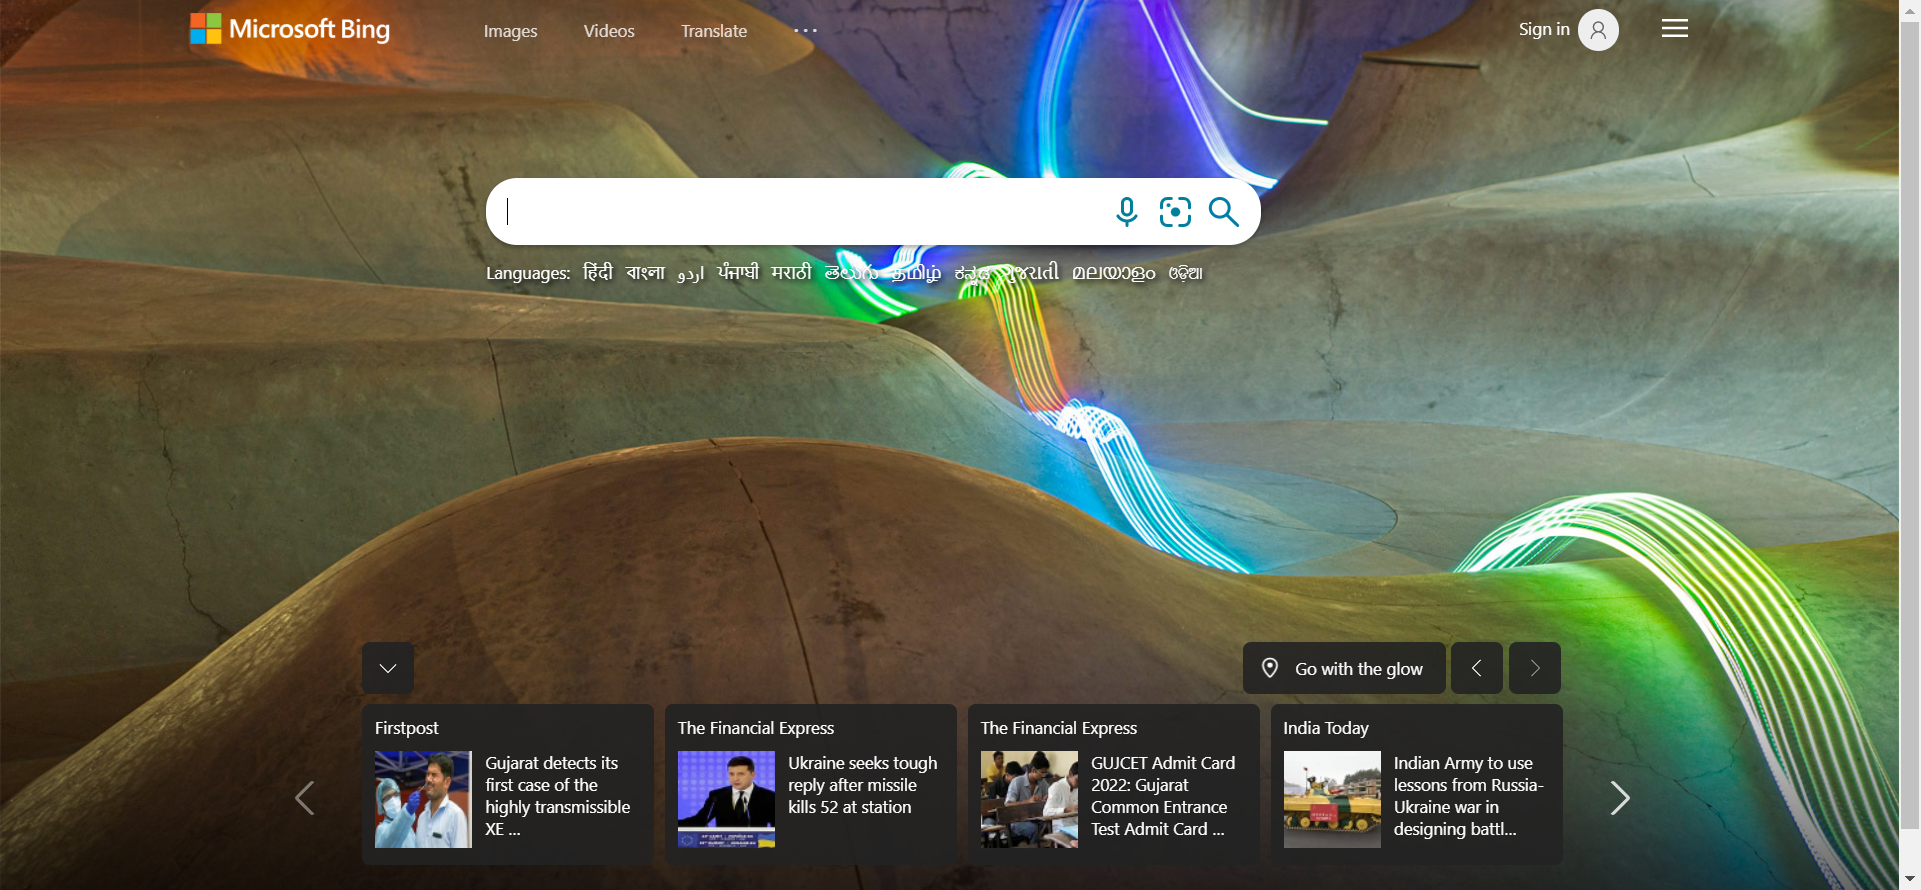 Microsoft Bing
Images Videos Translate ...
Sign in
Languages: हिंदी বাংলা اردو ਪੰਜਾਬੀ मराठी తెలుగు தமிழ் ಕನ್ನಡ ગુજરાતી മലയാളം ଓଡ଼ିଆ
Go with the glow
Firstpost
Gujarat detects its
first case of the
highly transmissible
XE ...
The Financial Express
Ukraine seeks tough
reply after missile
kills 52 at station
The Financial Express
GUJCET Admit Card
2022: Gujarat
Common Entrance
Test Admit Card ...
India Today
Indian Army to use
lessons from Russia-
Ukraine war in
designing battl...